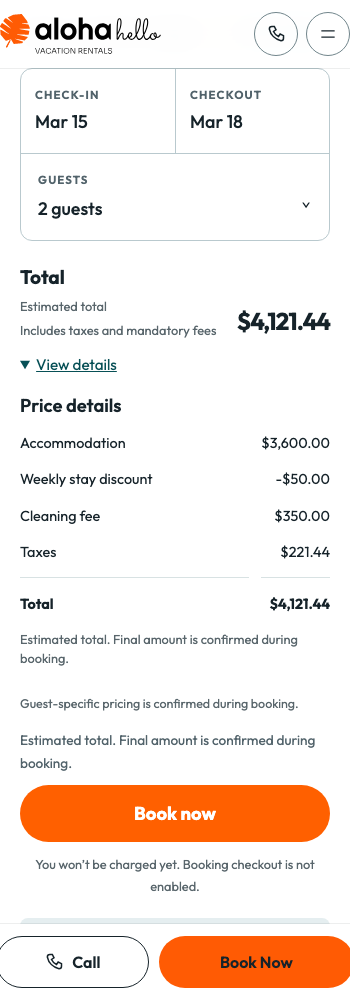 aloha hello
VACATION RENTALS
CHECK-IN
CHECKOUT
Mar 15
Mar 18
GUESTS
2 guests
Total
Estimated total
Includes taxes and mandatory fees
$4,121.44
▼ View details
Price details
Accommodation $3,600.00
Weekly stay discount -$50.00
Cleaning fee $350.00
Taxes $221.44
Total $4,121.44
Estimated total. Final amount is confirmed during
booking.
Guest-specific pricing is confirmed during booking.
Estimated total. Final amount is confirmed during
booking.
Book now
You won't be charged yet. Booking checkout is not
enabled.
Call
Book Now